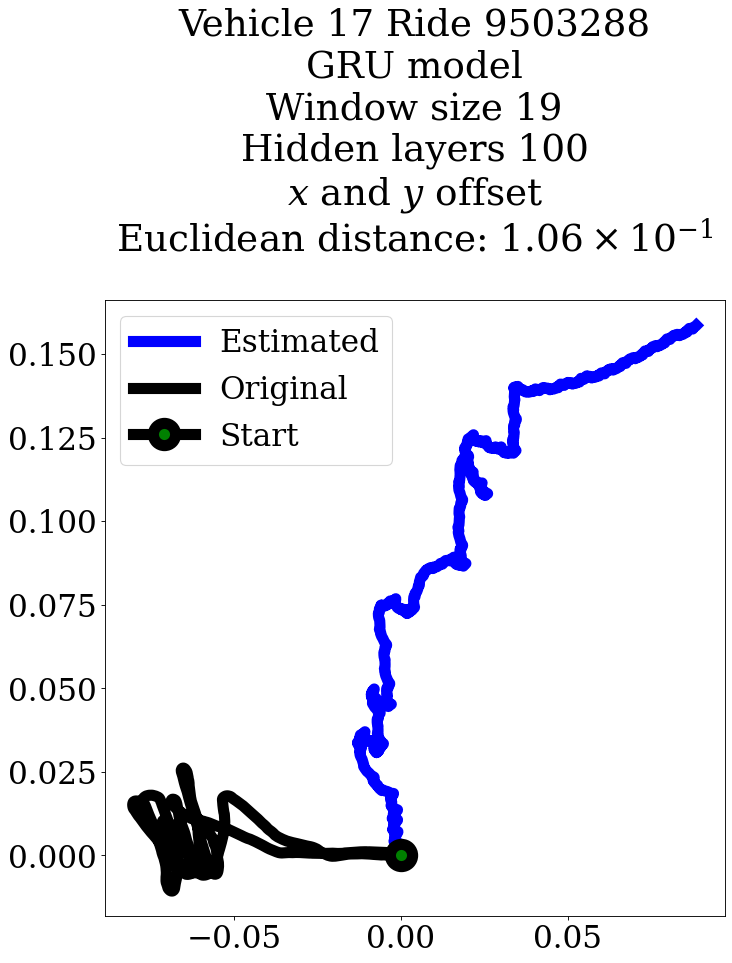 Vehicle 17 Ride 9503288
GRU model
Window size 19
Hidden layers 100
x and y offset
Euclidean distance: 1.06 × 10⁻¹
Estimated
Original
Start
0.150
0.125
0.100
0.075
0.050
0.025
0.000
−0.05 0.00 0.05